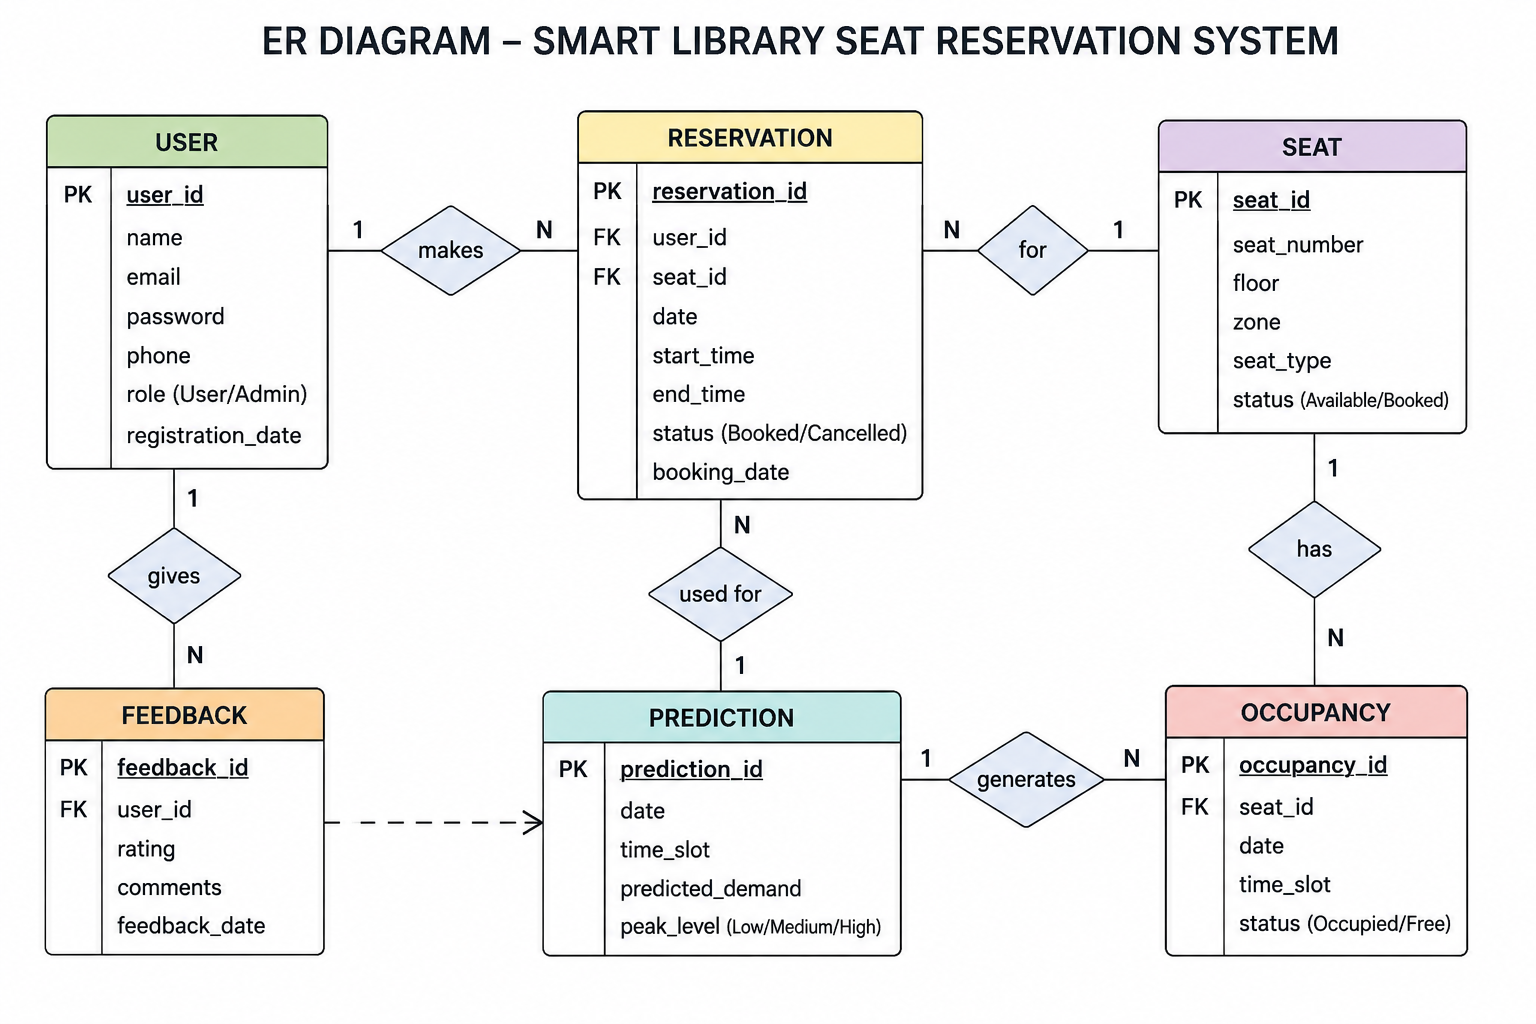 ER DIAGRAM – SMART LIBRARY SEAT RESERVATION SYSTEM
USER
PK user_id
name
email
password
phone
role (User/Admin)
registration_date
1 makes N
RESERVATION
PK reservation_id
FK user_id
FK seat_id
date
start_time
end_time
status (Booked/Cancelled)
booking_date
N for 1
SEAT
PK seat_id
seat_number
floor
zone
seat_type
status (Available/Booked)
1
gives
N
N
used for
1
1
has
N
FEEDBACK
PK feedback_id
FK user_id
rating
comments
feedback_date
PREDICTION
PK prediction_id
date
time_slot
predicted_demand
peak_level (Low/Medium/High)
1 generates N
OCCUPANCY
PK occupancy_id
FK seat_id
date
time_slot
status (Occupied/Free)